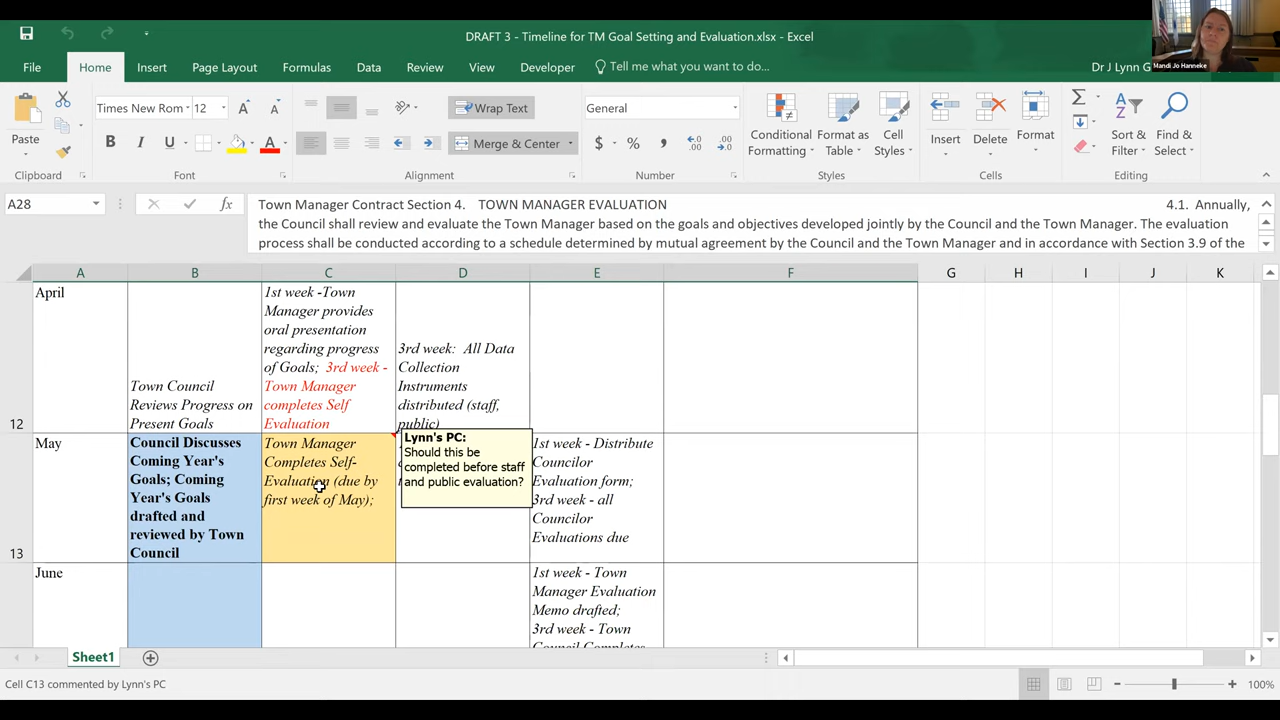 DRAFT 3 - Timeline for TM Goal Setting and Evaluation.xlsx - Excel
Mandi Jo Hanneke
File
Home
Insert
Page Layout
Formulas
Data
Review
View
Developer
Tell me what you want to do...
Dr J Lynn G
Paste
Times New Rom
12
A
A
B
I
U
A
Wrap Text
Merge & Center
General
$ % ,
Conditional
Formatting
Format as
Table
Cell
Styles
Insert
Delete
Format
Sort &
Filter
Find &
Select
Clipboard
Font
Alignment
Number
Styles
Cells
Editing
A28
fx
Town Manager Contract Section 4. TOWN MANAGER EVALUATION 4.1. Annually,
the Council shall review and evaluate the Town Manager based on the goals and objectives developed jointly by the Council and the Town Manager. The evaluation
process shall be conducted according to a schedule determined by mutual agreement by the Council and the Town Manager and in accordance with Section 3.9 of the
A B C D E F G H I J K
12
April
Town Council
Reviews Progress on
Present Goals
1st week -Town
Manager provides
oral presentation
regarding progress
of Goals; 3rd week -
Town Manager
completes Self
Evaluation
3rd week: All Data
Collection
Instruments
distributed (staff,
public)
13
May
Council Discusses
Coming Year's
Goals; Coming
Year's Goals
drafted and
reviewed by Town
Council
Town Manager
Completes Self-
Evaluation (due by
first week of May);
Lynn's PC:
Should this be
completed before staff
and public evaluation?
1st week - Distribute
Councilor
Evaluation form;
3rd week - all
Councilor
Evaluations due
June
1st week - Town
Manager Evaluation
Memo drafted;
3rd week - Town
Council Completes
Sheet1
Cell C13 commented by Lynn's PC
100%